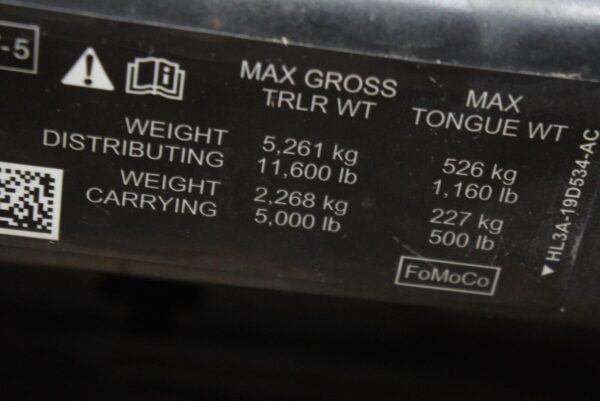 -5
MAX GROSS TRLR WT
MAX TONGUE WT
WEIGHT DISTRIBUTING
5,261 kg 526 kg
11,600 lb 1,160 lb
WEIGHT CARRYING
2,268 kg 227 kg
5,000 lb 500 lb
FoMoCo
HL3A-19D534-AC